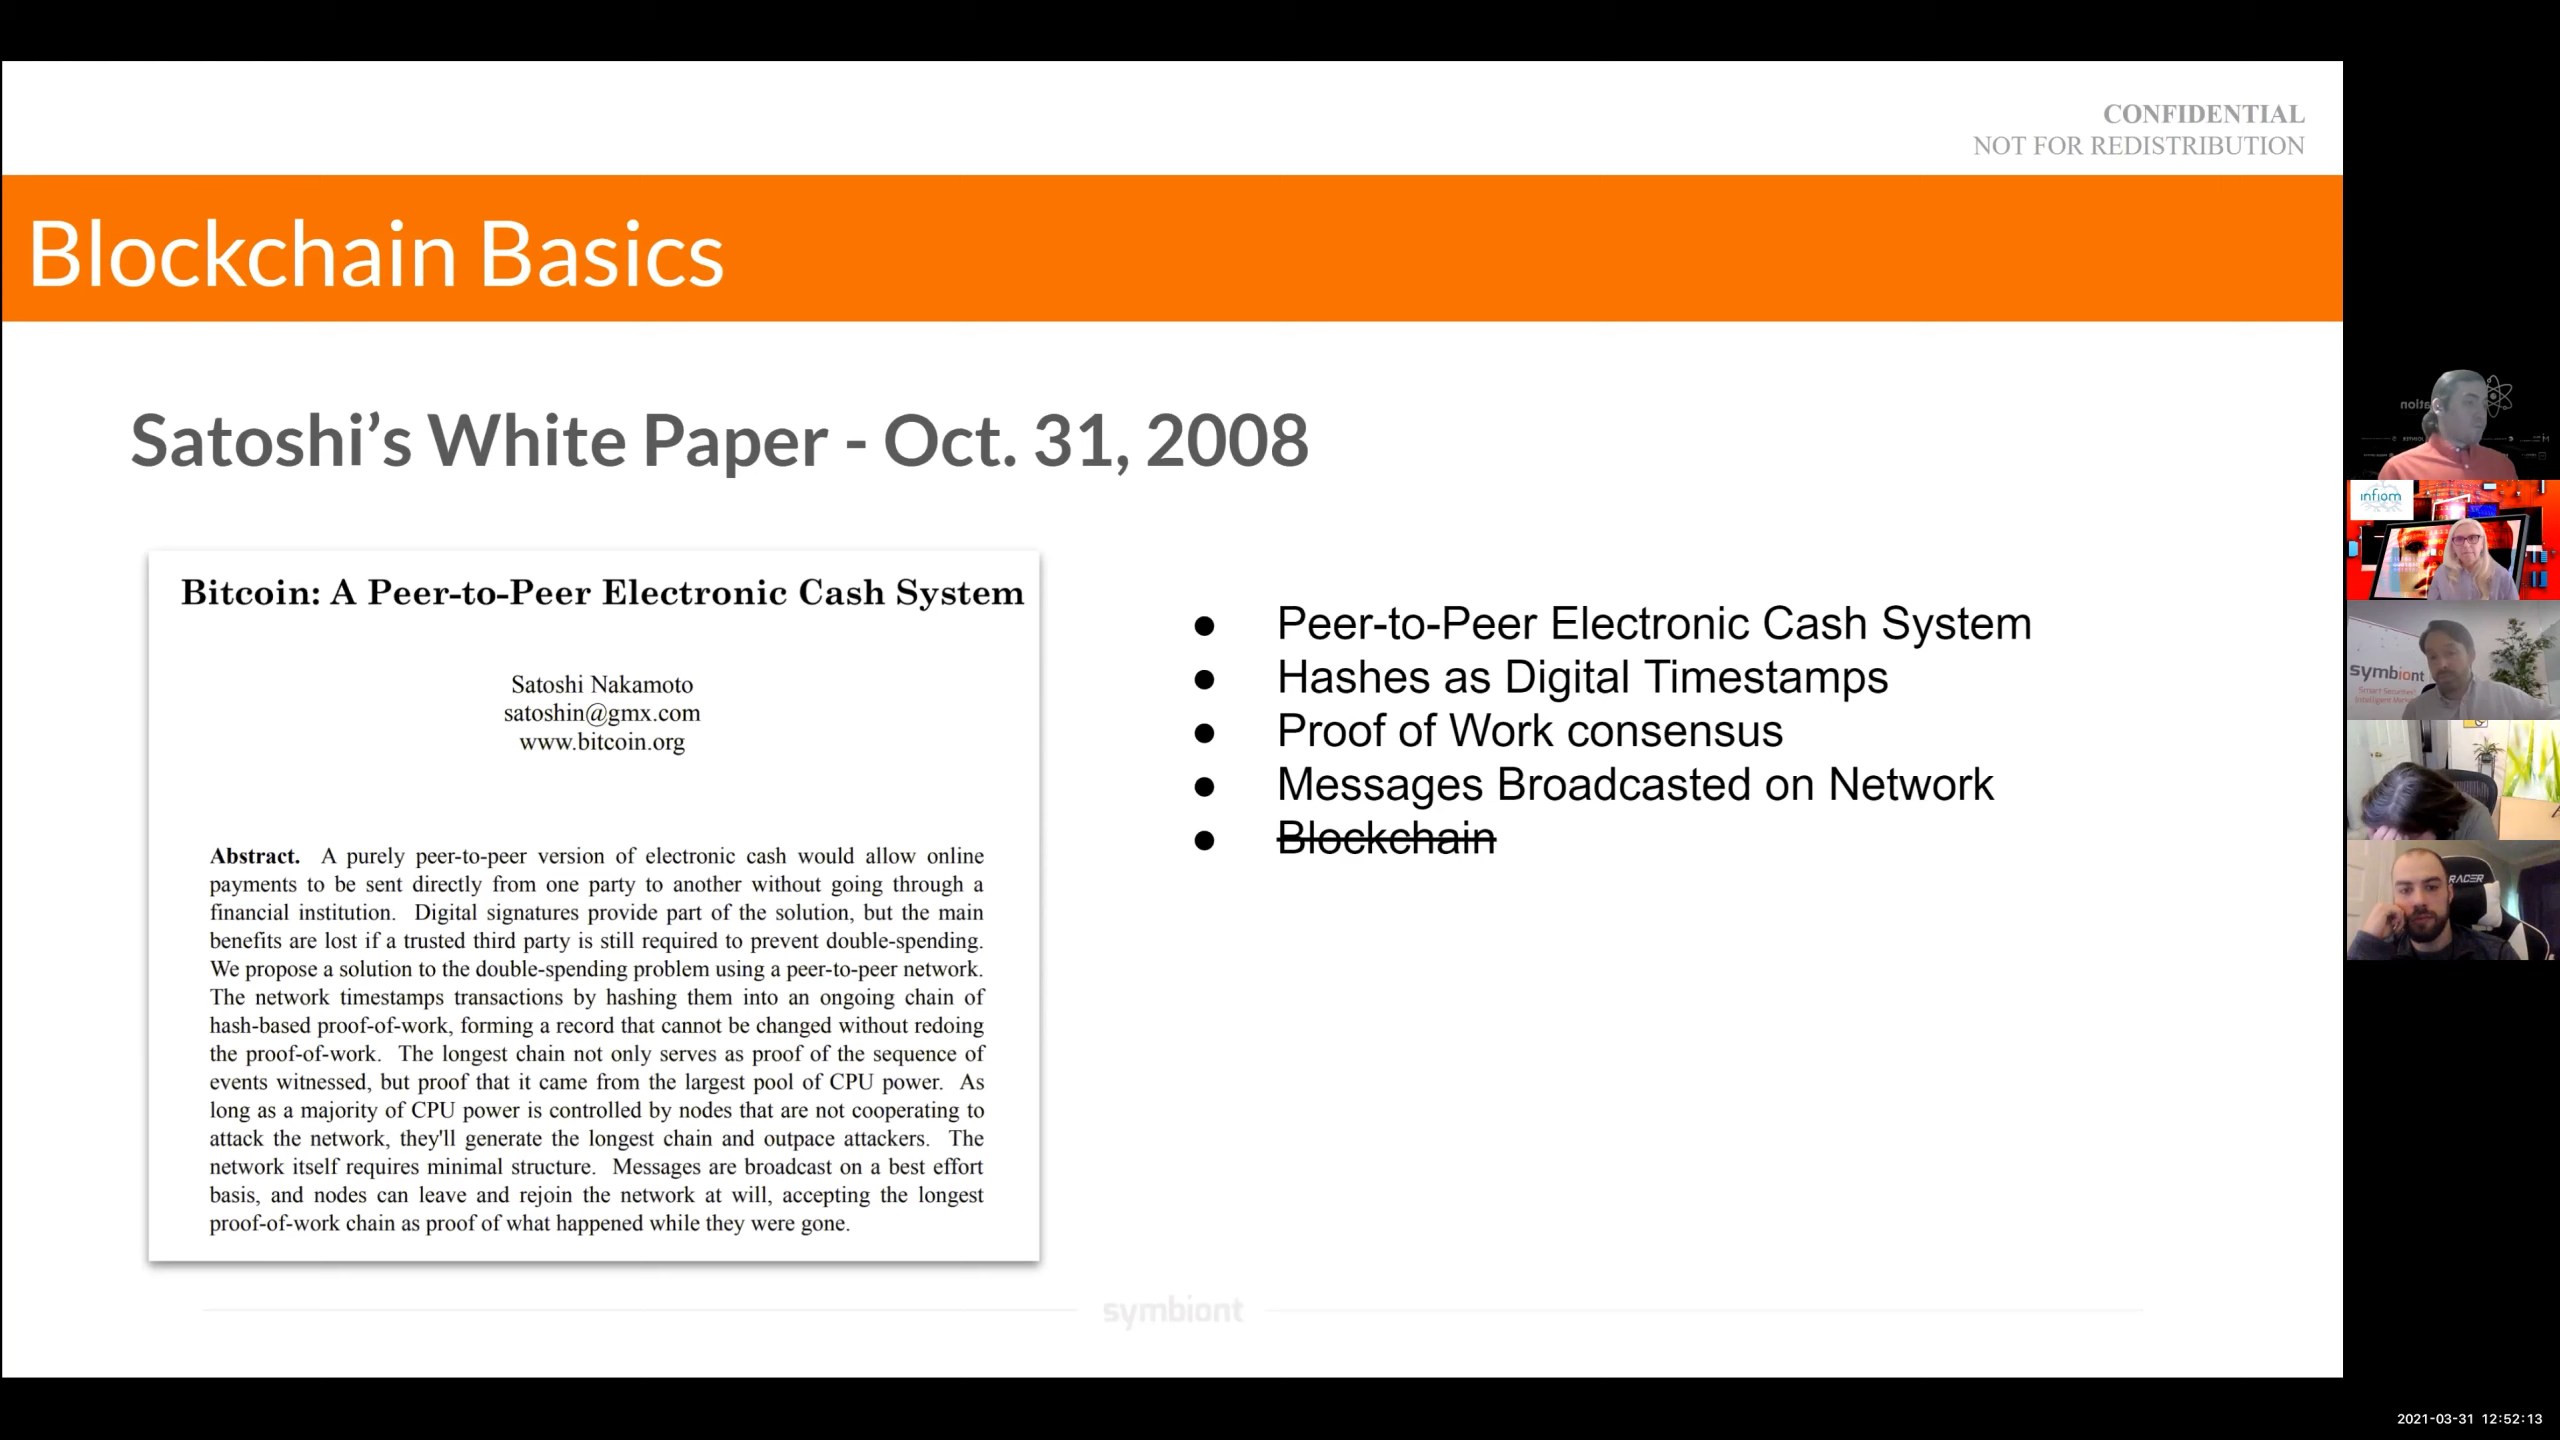 CONFIDENTIAL
NOT FOR REDISTRIBUTION
Blockchain Basics
Satoshi’s White Paper - Oct. 31, 2008
Bitcoin: A Peer-to-Peer Electronic Cash System
Satoshi Nakamoto
satoshin@gmx.com
www.bitcoin.org
Abstract. A purely peer-to-peer version of electronic cash would allow online
payments to be sent directly from one party to another without going through a
financial institution. Digital signatures provide part of the solution, but the main
benefits are lost if a trusted third party is still required to prevent double-spending.
We propose a solution to the double-spending problem using a peer-to-peer network.
The network timestamps transactions by hashing them into an ongoing chain of
hash-based proof-of-work, forming a record that cannot be changed without redoing
the proof-of-work. The longest chain not only serves as proof of the sequence of
events witnessed, but proof that it came from the largest pool of CPU power. As
long as a majority of CPU power is controlled by nodes that are not cooperating to
attack the network, they'll generate the longest chain and outpace attackers. The
network itself requires minimal structure. Messages are broadcast on a best effort
basis, and nodes can leave and rejoin the network at will, accepting the longest
proof-of-work chain as proof of what happened while they were gone.
● Peer-to-Peer Electronic Cash System
● Hashes as Digital Timestamps
● Proof of Work consensus
● Messages Broadcasted on Network
● Blockchain
symbiont
infiom
symbiont
Smart Securities
RACER
2021-03-31 12:52:13